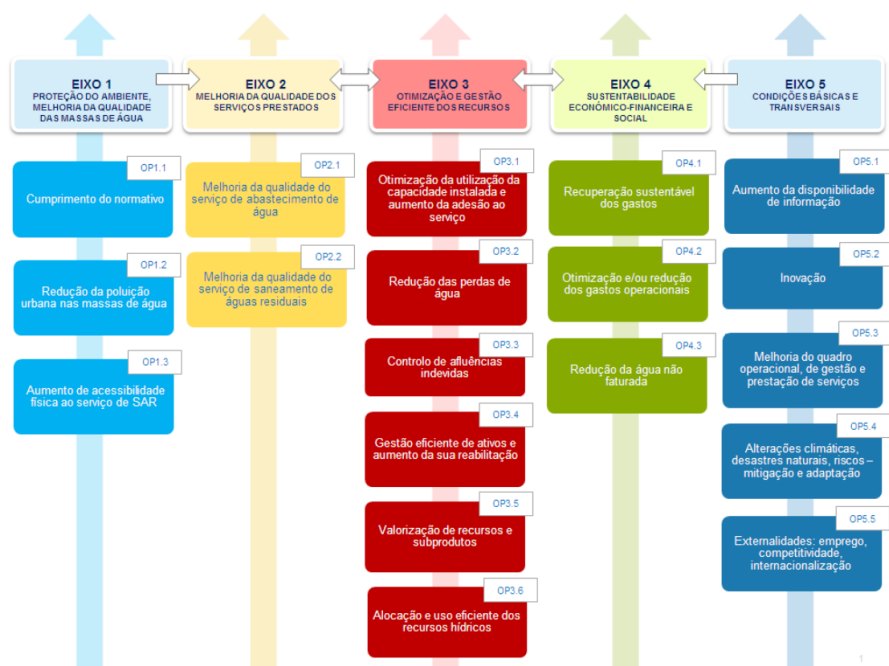 EIXO 1
PROTEÇÃO DO AMBIENTE,
MELHORIA DA QUALIDADE
DAS MASSAS DE ÁGUA
EIXO 2
MELHORIA DA QUALIDADE DOS
SERVIÇOS PRESTADOS
EIXO 3
OTIMIZAÇÃO E GESTÃO
EFICIENTE DOS RECURSOS
EIXO 4
SUSTENTABILIDADE
ECONÓMICO-FINANCEIRA E
SOCIAL
EIXO 5
CONDIÇÕES BÁSICAS E
TRANSVERSAIS
OP1.1
Cumprimento do normativo
OP1.2
Redução da poluição
urbana nas massas de água
OP1.3
Aumento de acessibilidade
física ao serviço de SAR
OP2.1
Melhoria da qualidade do
serviço de abastecimento de
água
OP2.2
Melhoria da qualidade do
serviço de saneamento de
águas residuais
OP3.1
Otimização da utilização da
capacidade instalada e
aumento da adesão ao
serviço
OP3.2
Redução das perdas de
água
OP3.3
Controlo de afluências
indevidas
OP3.4
Gestão eficiente de ativos e
aumento da sua reabilitação
OP3.5
Valorização de recursos e
subprodutos
OP3.6
Alocação e uso eficiente dos
recursos hídricos
OP4.1
Recuperação sustentável
dos gastos
OP4.2
Otimização e/ou redução
dos gastos operacionais
OP4.3
Redução da água não
faturada
OP5.1
Aumento da disponibilidade
de informação
OP5.2
Inovação
OP5.3
Melhoria do quadro
operacional, de gestão e
prestação de serviços
OP5.4
Alterações climáticas,
desastres naturais, riscos –
mitigação e adaptação
OP5.5
Externalidades: emprego,
competitividade,
internacionalização
1